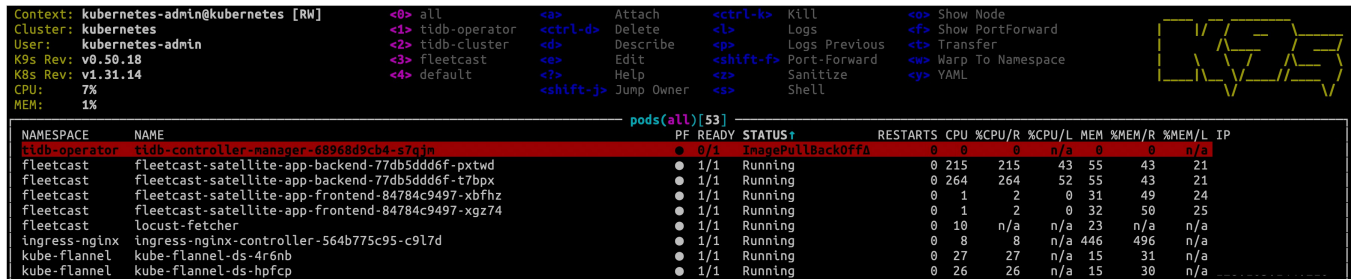 Context: kubernetes-admin@kubernetes [RW] <0> all <a> Attach <ctrl-k> Kill <o> Show Node
Cluster: kubernetes <1> tidb-operator <ctrl-d> Delete <l> Logs <f> Show PortForward
User: kubernetes-admin <2> tidb-cluster <d> Describe <p> Logs Previous <t> Transfer
K9s Rev: v0.50.18 <3> fleetcast <e> Edit <shift-f> Port-Forward <w> Warp To Namespace
K8s Rev: v1.31.14 <4> default <?> Help <z> Sanitize <y> YAML
CPU: 7% <shift-j> Jump Owner <s> Shell
MEM: 1%
pods(all)[53]
NAMESPACE NAME PF READY STATUS↑ RESTARTS CPU %CPU/R %CPU/L MEM %MEM/R %MEM/L IP
tidb-operator tidb-controller-manager-68968d9cb4-s7qjm ● 0/1 ImagePullBackOffΔ 0 0 0 n/a 0 0 n/a
fleetcast fleetcast-satellite-app-backend-77db5ddd6f-pxtwd ● 1/1 Running 0 215 215 43 55 43 21
fleetcast fleetcast-satellite-app-backend-77db5ddd6f-t7bpx ● 1/1 Running 0 264 264 52 55 43 21
fleetcast fleetcast-satellite-app-frontend-84784c9497-xbfhz ● 1/1 Running 0 1 2 0 31 49 24
fleetcast fleetcast-satellite-app-frontend-84784c9497-xgz74 ● 1/1 Running 0 1 2 0 32 50 25
fleetcast locust-fetcher ● 1/1 Running 0 10 n/a n/a 23 n/a n/a
ingress-nginx ingress-nginx-controller-564b775c95-c9l7d ● 1/1 Running 0 8 8 n/a 446 496 n/a
kube-flannel kube-flannel-ds-4r6nb ● 1/1 Running 0 27 27 n/a 15 31 n/a
kube-flannel kube-flannel-ds-hpfcp ● 1/1 Running 0 26 26 n/a 15 30 n/a